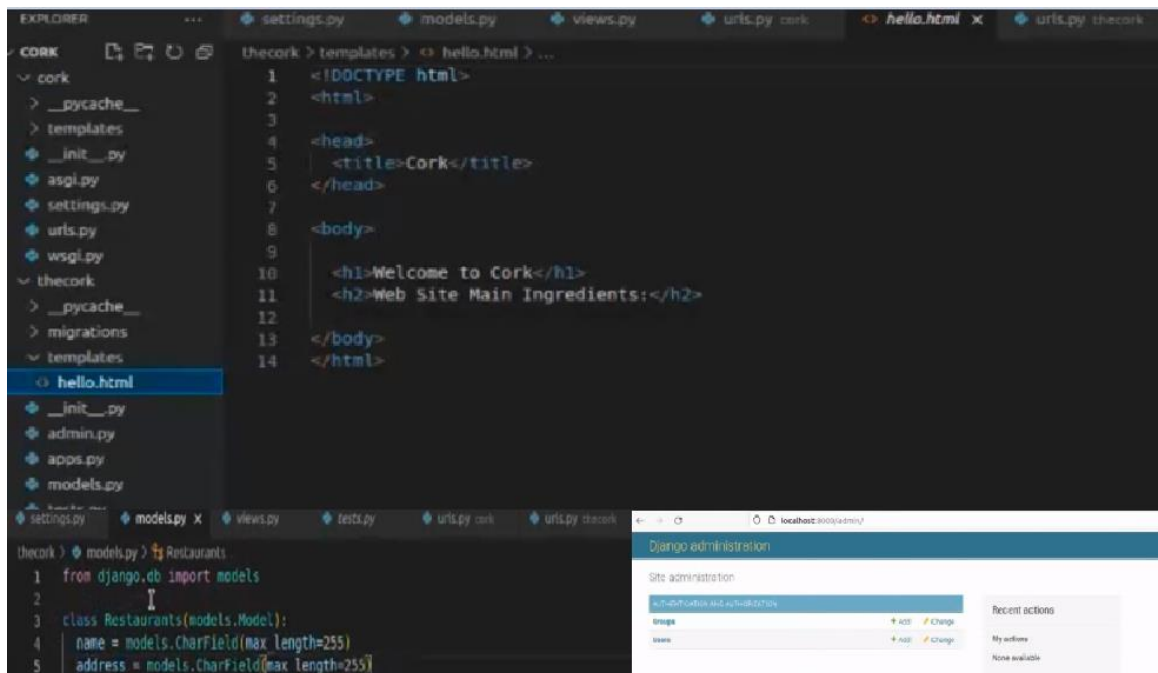 EXPLORER ...
CORK
cork
__pycache__
templates
__init__.py
asgi.py
settings.py
urls.py
wsgi.py
thecork
__pycache__
migrations
templates
hello.html
__init__.py
admin.py
apps.py
models.py
settings.py models.py views.py urls.py cork hello.html urls.py thecork
thecork > templates > hello.html > ...
1 <!DOCTYPE html>
2 <html>
3
4 <head>
5 <title>Cork</title>
6 </head>
7
8 <body>
9
10 <h1>Welcome to Cork</h1>
11 <h2>Web Site Main Ingredients:</h2>
12
13 </body>
14 </html>
settings.py models.py views.py tests.py urls.py cork urls.py thecork
thecork > models.py > Restaurants
1 from django.db import models
2
3 class Restaurants(models.Model):
4 name = models.CharField(max_length=255)
5 address = models.CharField(max_length=255)
localhost:8000/admin/
Django administration
Site administration
AUTHENTICATION AND AUTHORIZATION
Groups + Add Change
Users + Add Change
Recent actions
My actions
None available